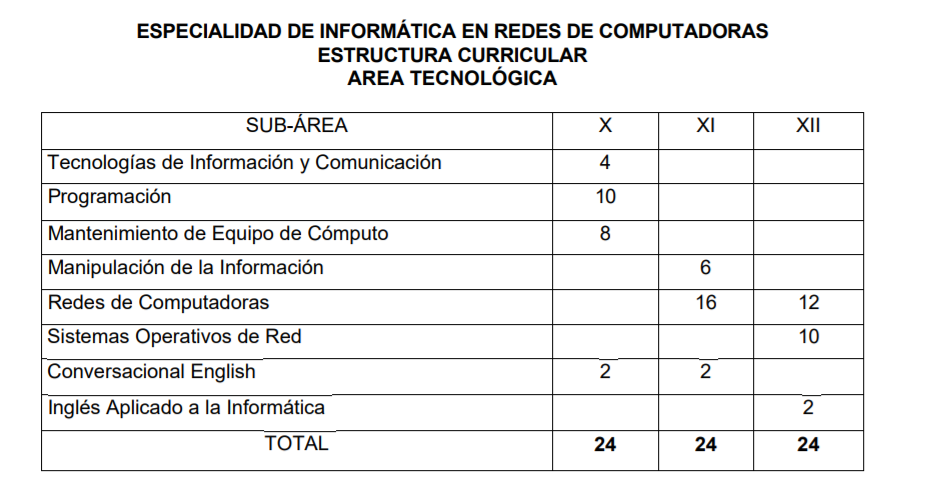 ESPECIALIDAD DE INFORMÁTICA EN REDES DE COMPUTADORAS
ESTRUCTURA CURRICULAR
AREA TECNOLÓGICA
SUB-ÁREA X XI XII
Tecnologías de Información y Comunicación 4
Programación 10
Mantenimiento de Equipo de Cómputo 8
Manipulación de la Información 6
Redes de Computadoras 16 12
Sistemas Operativos de Red 10
Conversacional English 2 2
Inglés Aplicado a la Informática 2
TOTAL 24 24 24